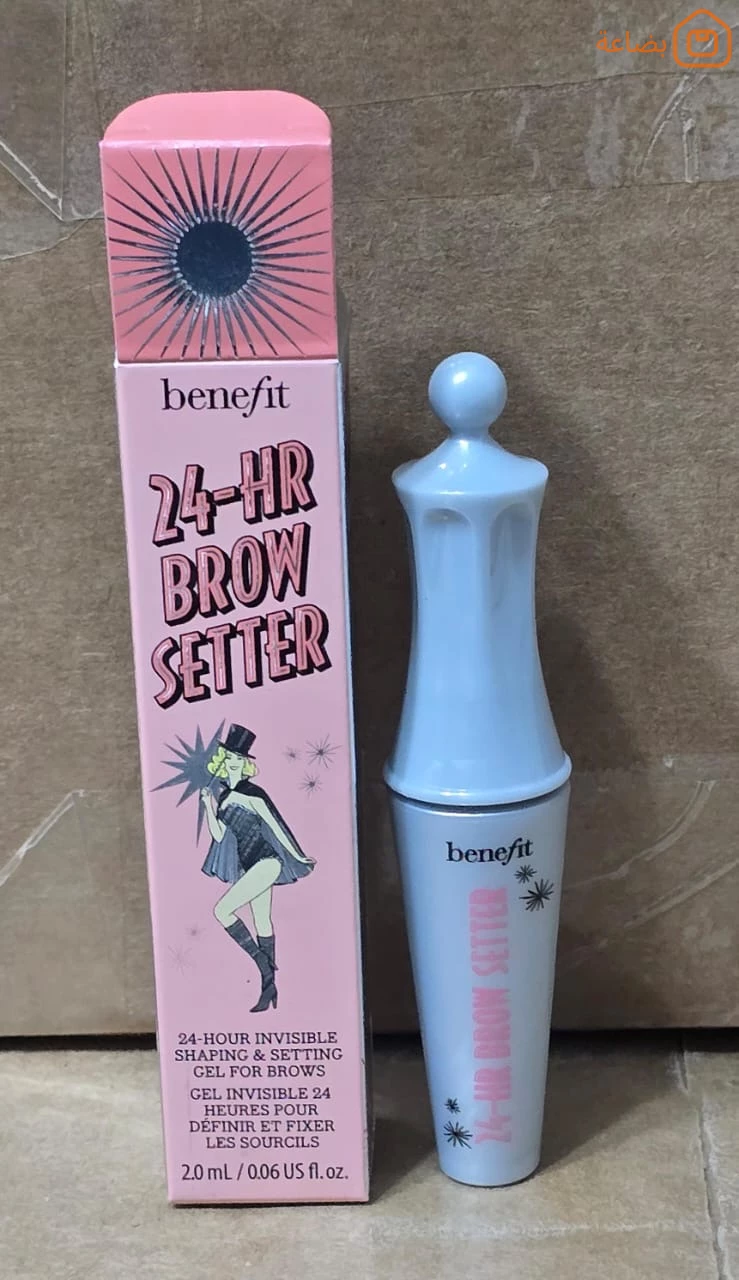 بضاعة
benefit
24-HR
BROW
SETTER
24-HOUR INVISIBLE
SHAPING & SETTING
GEL FOR BROWS
GEL INVISIBLE 24
HEURES POUR
DÉFINIR ET FIXER
LES SOURCILS
2.0 mL / 0.06 US fl. oz.
benefit
24-HR BROW SETTER